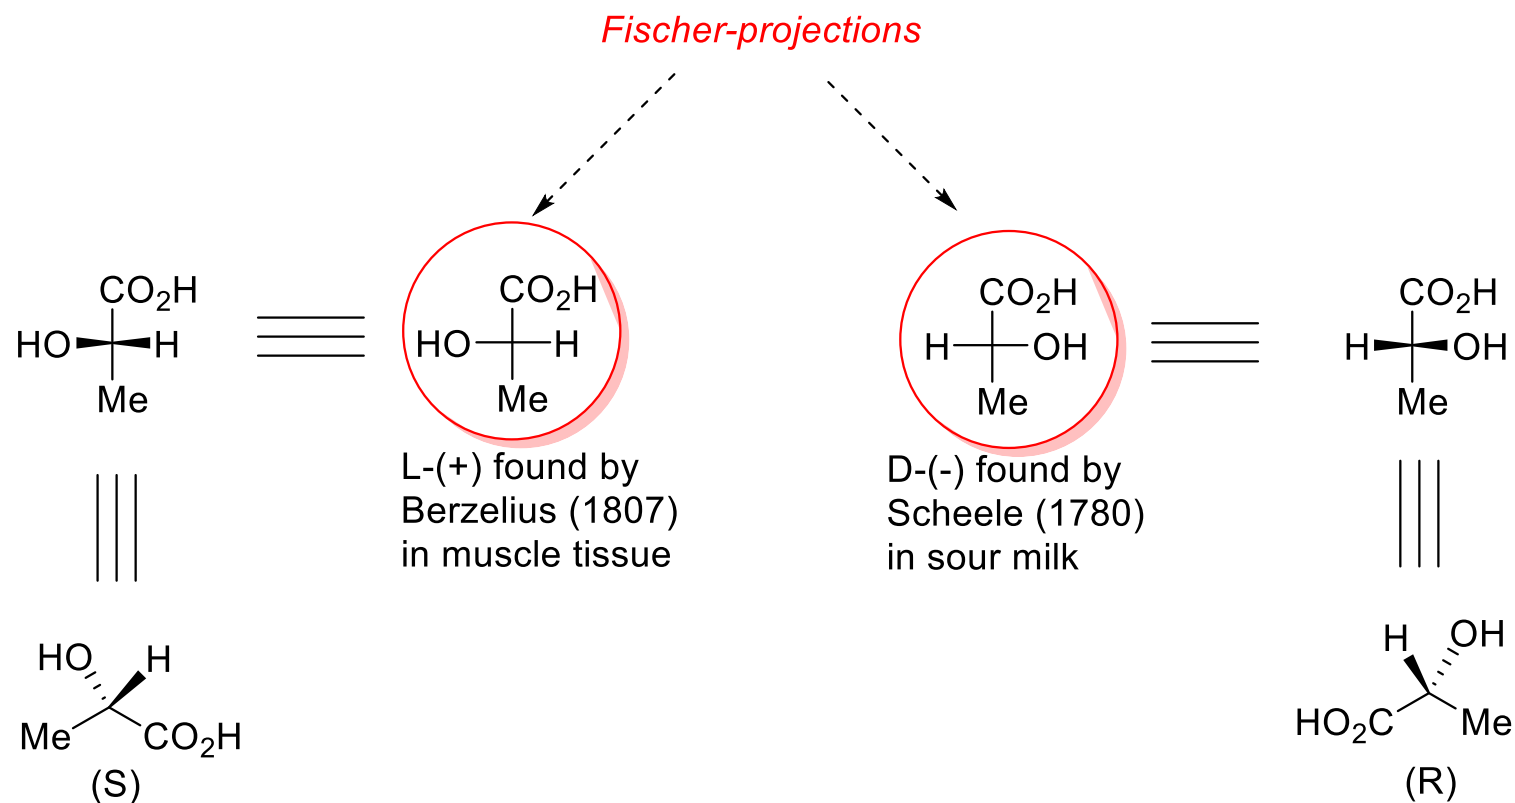 Fischer-projections
CO2H
HO H
Me
CO2H
HO H
Me
CO2H
H OH
Me
CO2H
H OH
Me
L-(+) found by
Berzelius (1807)
in muscle tissue
D-(-) found by
Scheele (1780)
in sour milk
HO H
Me CO2H
(S)
H OH
HO2C Me
(R)